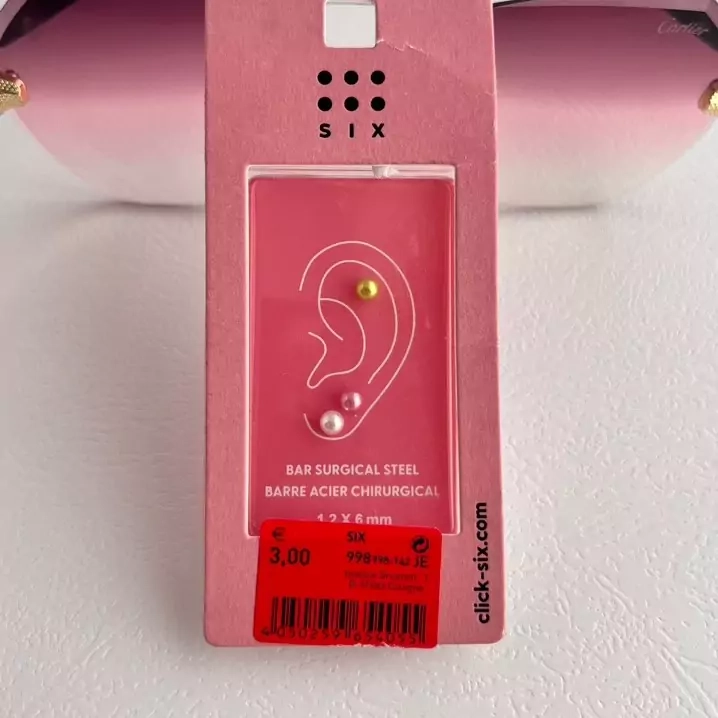 Cartier
SIX
BAR SURGICAL STEEL
BARRE ACIER CHIRURGICAL
1,2 X 6 mm
€ SIX
3,00 998 JE
click-six.com